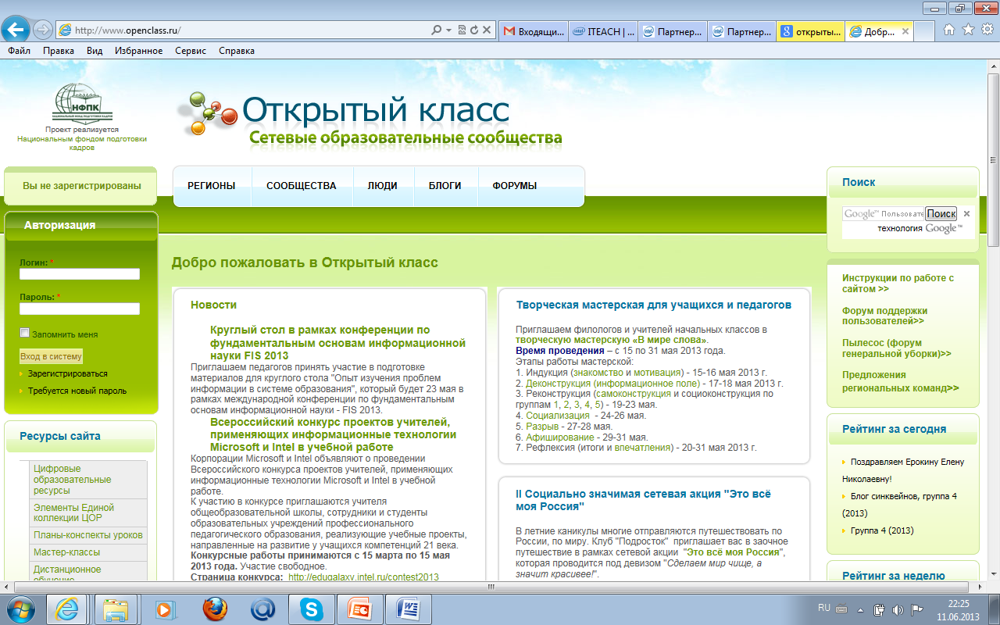 http://www.openclass.ru/
Входящи...
ITEACH | ...
Партнер...
Партнер...
открыты...
Добр...
Файл Правка Вид Избранное Сервис Справка
НФПК
Проект реализуется
Национальным фондом подготовки
кадров
Открытый класс
Сетевые образовательные сообщества
Вы не зарегистрированы
РЕГИОНЫ СООБЩЕСТВА ЛЮДИ БЛОГИ ФОРУМЫ
Авторизация
Логин: *
Пароль: *
Запомнить меня
Вход в систему
Зарегистрироваться
Требуется новый пароль
Ресурсы сайта
Цифровые
образовательные
ресурсы
Элементы Единой
коллекции ЦОР
Планы-конспекты уроков
Мастер-классы
Дистанционное
обучение
Добро пожаловать в Открытый класс
Новости
Круглый стол в рамках конференции по
фундаментальным основам информационной
науки FIS 2013
Приглашаем педагогов принять участие в подготовке
материалов для круглого стола "Опыт изучения проблем
информации в системе образования", который будет 23 мая в
рамках международной конференции по фундаментальным
основам информационной науки - FIS 2013.
Всероссийский конкурс проектов учителей,
применяющих информационные технологии
Microsoft и Intel в учебной работе
Корпорации Microsoft и Intel объявляют о проведении
Всероссийского конкурса проектов учителей, применяющих
информационные технологии Microsoft и Intel в учебной
работе.
К участию в конкурсе приглашаются учителя
общеобразовательной школы, сотрудники и студенты
образовательных учреждений профессионального
педагогического образования, реализующие учебные проекты,
направленные на развитие у учащихся компетенций 21 века.
Конкурсные работы принимаются с 15 марта по 15 мая
2013 года. Участие свободное.
Страница конкурса: http://edugalaxy.intel.ru/contest2013
Творческая мастерская для учащихся и педагогов
Приглашаем филологов и учителей начальных классов в
творческую мастерскую «В мире слова».
Время проведения – с 15 по 31 мая 2013 года.
Этапы работы мастерской:
1. Индукция (знакомство и мотивация) - 15-16 мая 2013 г.
2. Деконструкция (информационное поле) - 17-18 мая 2013 г.
3. Реконструкция (самоконструкция и социоконструкция по
группам 1, 2, 3, 4, 5) - 19-23 мая.
4. Социализация - 24-26 мая.
5. Разрыв - 27-28 мая.
6. Афиширование - 29-31 мая.
7. Рефлексия (итоги и впечатления) - 20-31 мая 2013 г.
II Социально значимая сетевая акция "Это всё
моя Россия"
В летние каникулы многие отправляются путешествовать по
России, по миру. Клуб "Подросток" приглашает вас в заочное
путешествие в рамках сетевой акции "Это всё моя Россия",
которая проводится под девизом "Сделаем мир чище, а
значит красивее!".
Поиск
Google™ Пользовате
Поиск
технология Google™
Инструкции по работе с
сайтом >>
Форум поддержки
пользователей>>
Пылесос (форум
генеральной уборки)>>
Предложения
региональных команд>>
Рейтинг за сегодня
Поздравляем Ерокину Елену
Николаевну!
Блог синквейнов, группа 4
(2013)
Группа 4 (2013)
Рейтинг за неделю
RU
22:25
11.06.2013